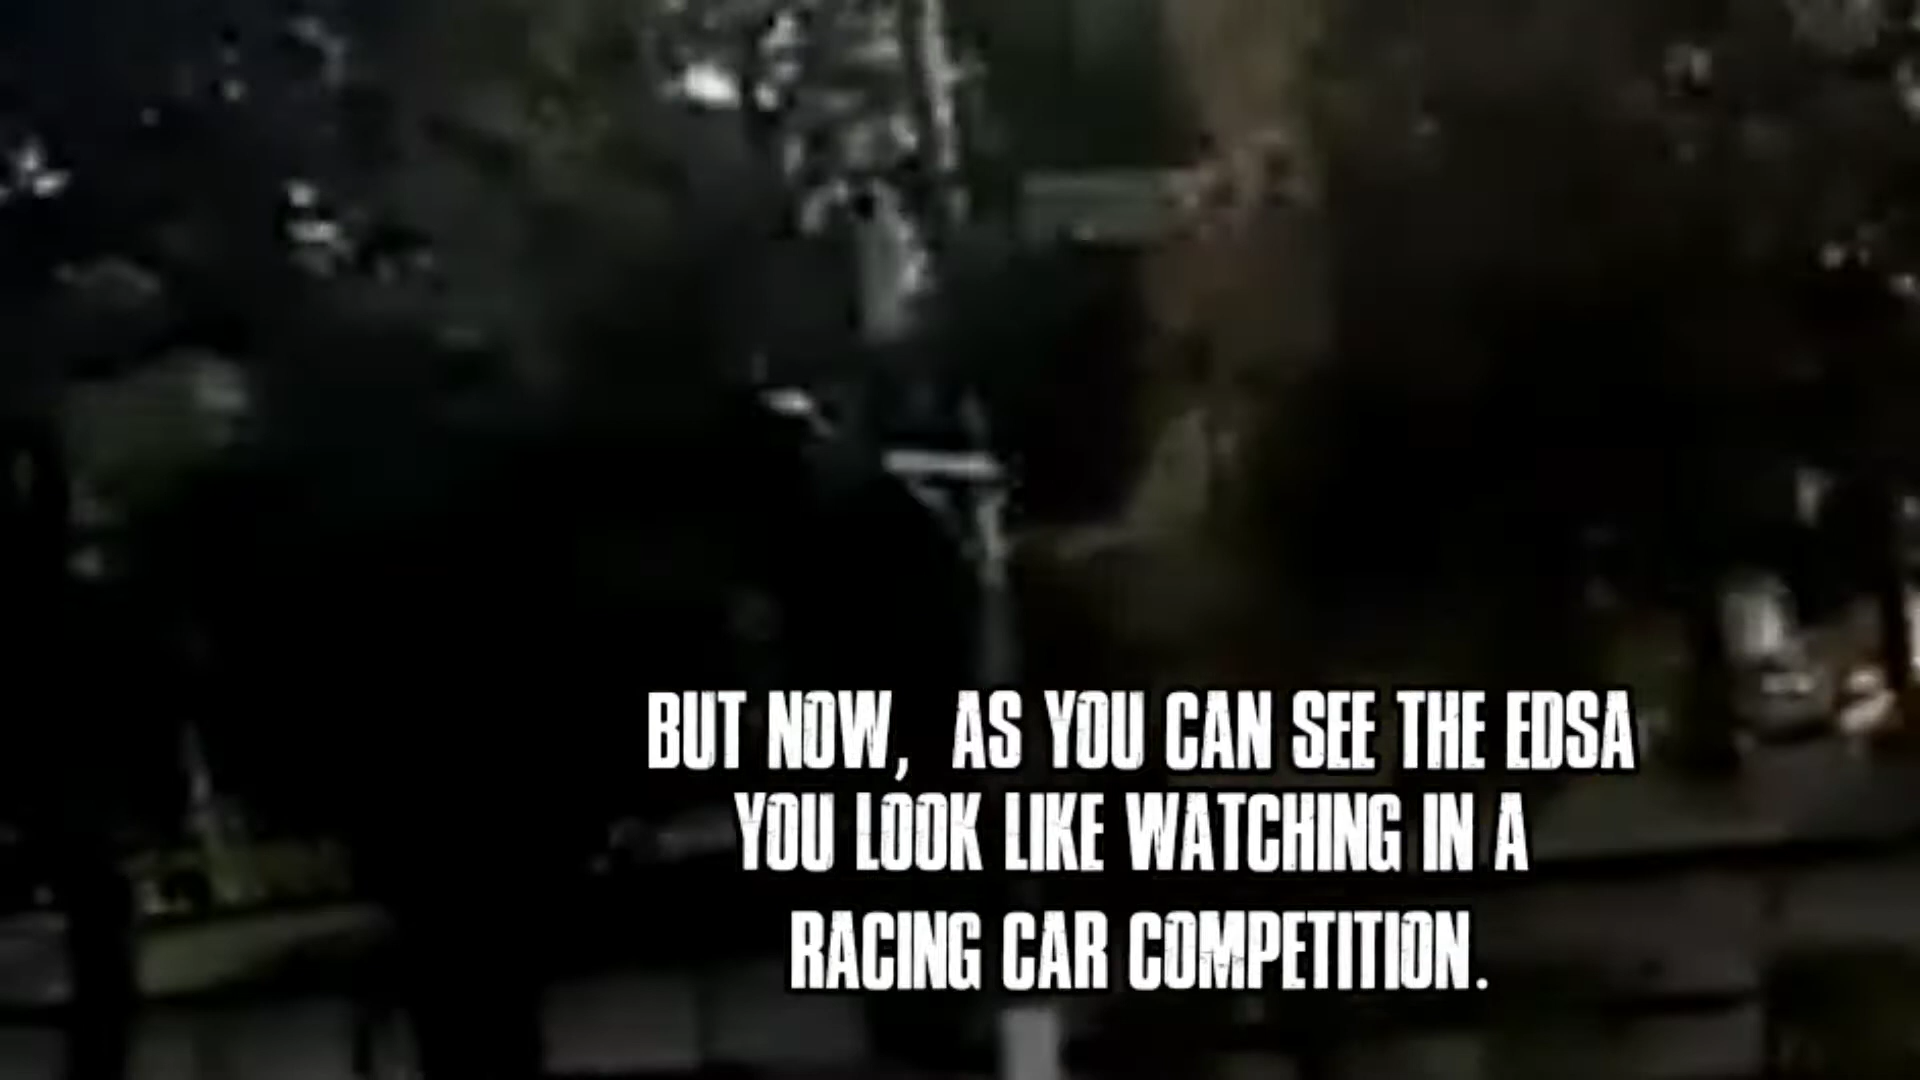 BUT NOW, AS YOU CAN SEE THE EDSA
YOU LOOK LIKE WATCHING IN A
RACING CAR COMPETITION.